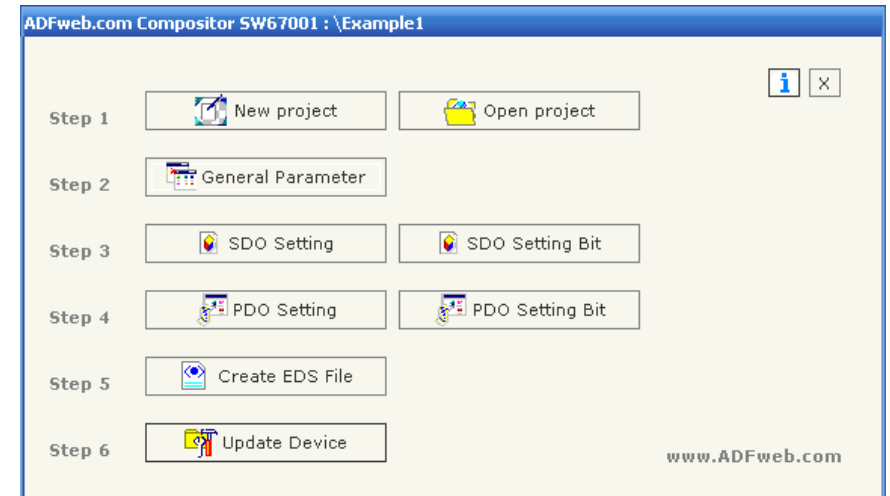 ADFweb.com Compositor SW67001 : \Example1
i X
Step 1 New project Open project
Step 2 General Parameter
Step 3 SDO Setting SDO Setting Bit
Step 4 PDO Setting PDO Setting Bit
Step 5 Create EDS File
Step 6 Update Device
www.ADFweb.com